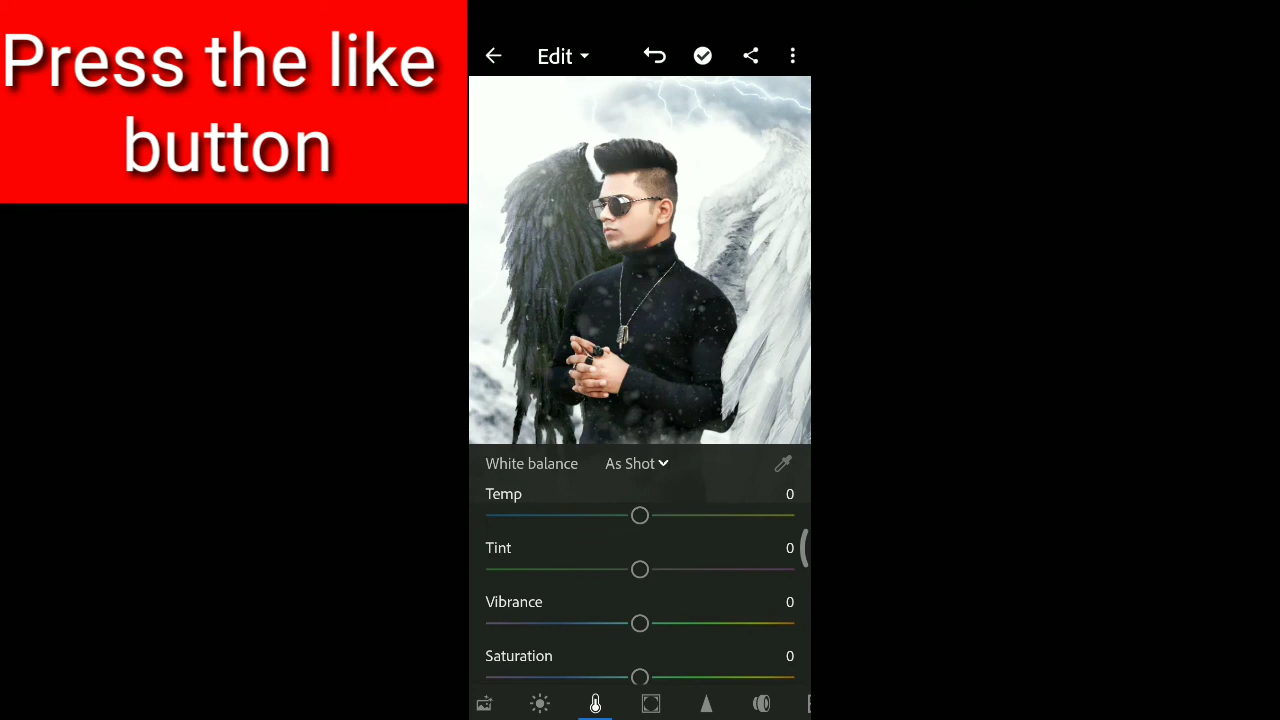 Press the like
button
Edit
White balance As Shot
Temp 0
Tint 0
Vibrance 0
Saturation 0